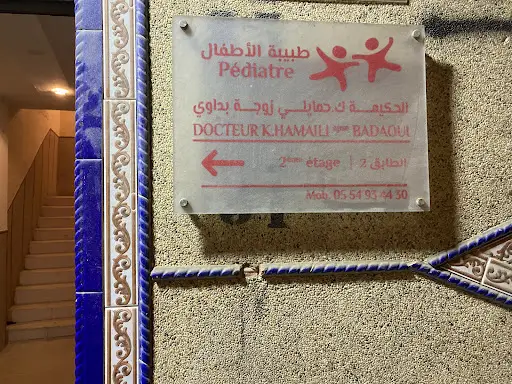 طبيبة الأطفال
Pédiatre
الحكيمة ك.حمايلي زوجة بداوي
DOCTEUR K.HAMAILI BADAOUI
2ème étage | الطابق 2
Mob. 05 54 93 44 30